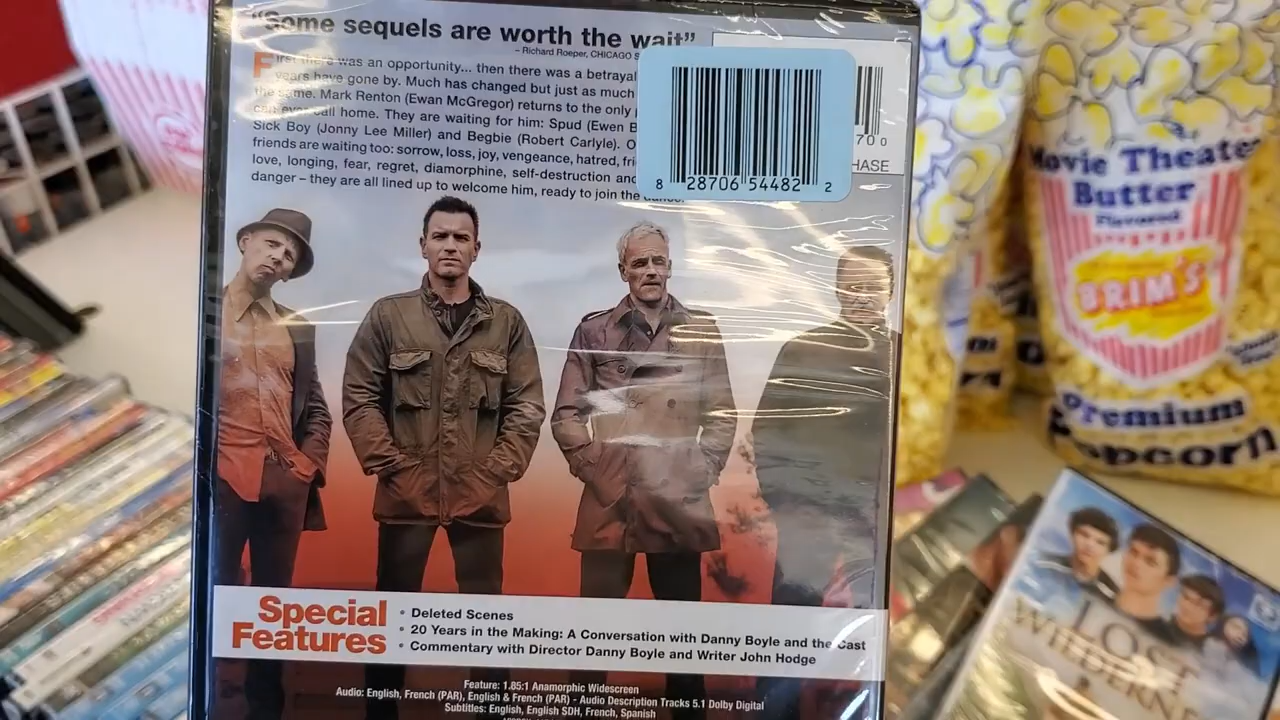 "Some sequels are worth the wait"
– Richard Roeper, CHICAGO S
First there was an opportunity... then there was a betrayal
years have gone by. Much has changed but just as much
the same. Mark Renton (Ewan McGregor) returns to the only
can ever call home. They are waiting for him: Spud (Ewen B
Sick Boy (Jonny Lee Miller) and Begbie (Robert Carlyle). O
friends are waiting too: sorrow, loss, joy, vengeance, hatred, fri
love, longing, fear, regret, diamorphine, self-destruction and
danger – they are all lined up to welcome him, ready to join the dance.
8 28706 54482 2
70 0
HASE
Special
Features
• Deleted Scenes
• 20 Years in the Making: A Conversation with Danny Boyle and the Cast
• Commentary with Director Danny Boyle and Writer John Hodge
Feature: 1.85:1 Anamorphic Widescreen
Audio: English, French (PAR), English & French (PAR) - Audio Description Tracks 5.1 Dolby Digital
Subtitles: English, English SDH, French, Spanish
Movie Theater
Butter
Flavored
BRIM'S
Premium
Popcorn
LOST
WILDERNE